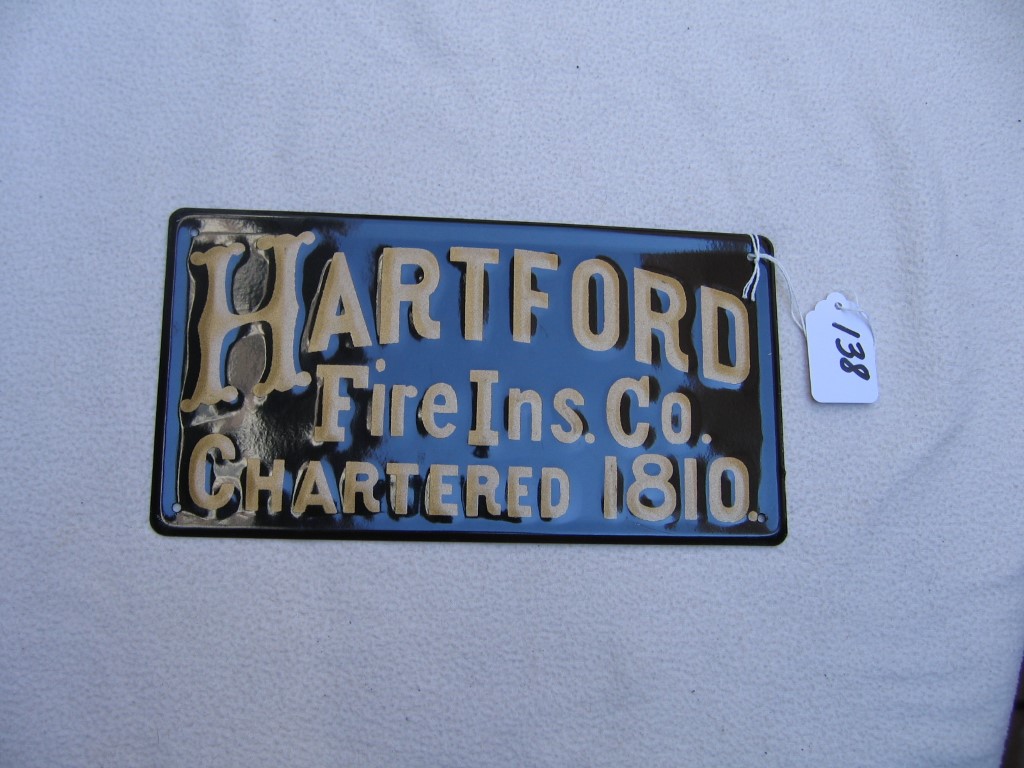 HARTFORD
Fire Ins. Co.
CHARTERED 1810.
138